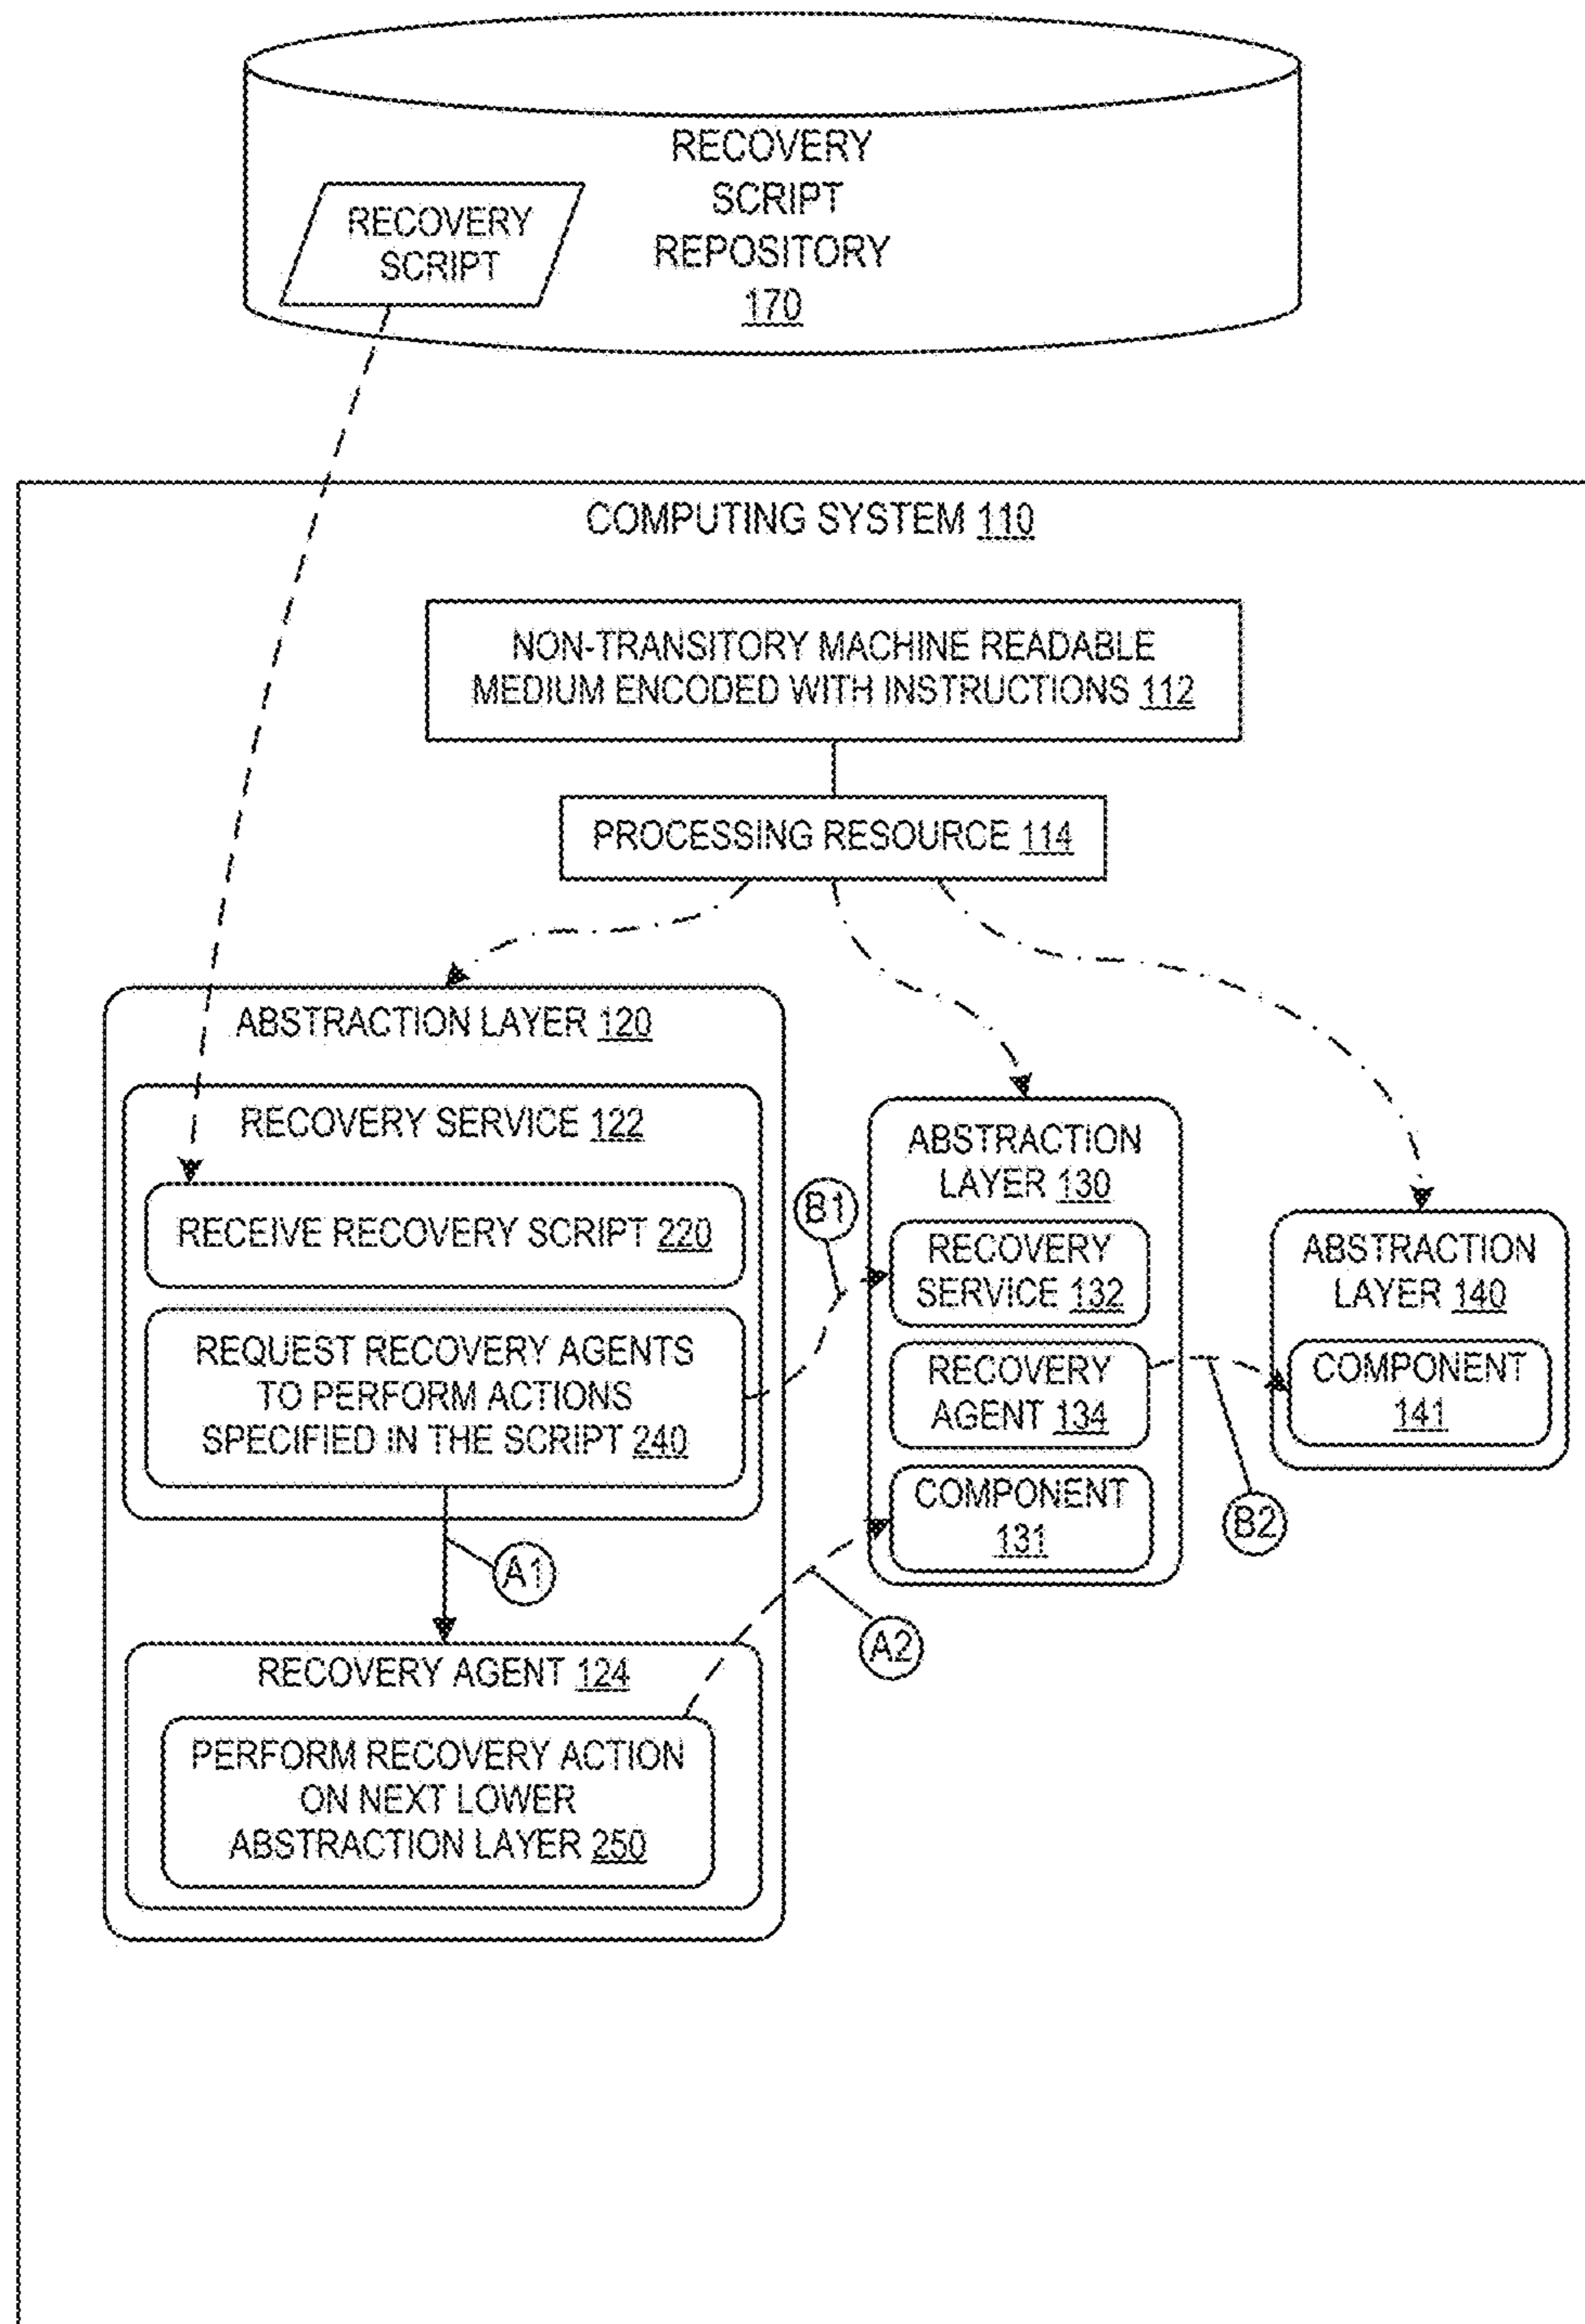 RECOVERY
SCRIPT
REPOSITORY
170
RECOVERY
SCRIPT
COMPUTING SYSTEM 110
NON-TRANSITORY MACHINE READABLE
MEDIUM ENCODED WITH INSTRUCTIONS 112
PROCESSING RESOURCE 114
ABSTRACTION LAYER 120
RECOVERY SERVICE 122
RECEIVE RECOVERY SCRIPT 220
REQUEST RECOVERY AGENTS
TO PERFORM ACTIONS
SPECIFIED IN THE SCRIPT 240
A1
RECOVERY AGENT 124
PERFORM RECOVERY ACTION
ON NEXT LOWER
ABSTRACTION LAYER 250
B1
A2
ABSTRACTION
LAYER 130
RECOVERY
SERVICE 132
RECOVERY
AGENT 134
COMPONENT
131
B2
ABSTRACTION
LAYER 140
COMPONENT
141